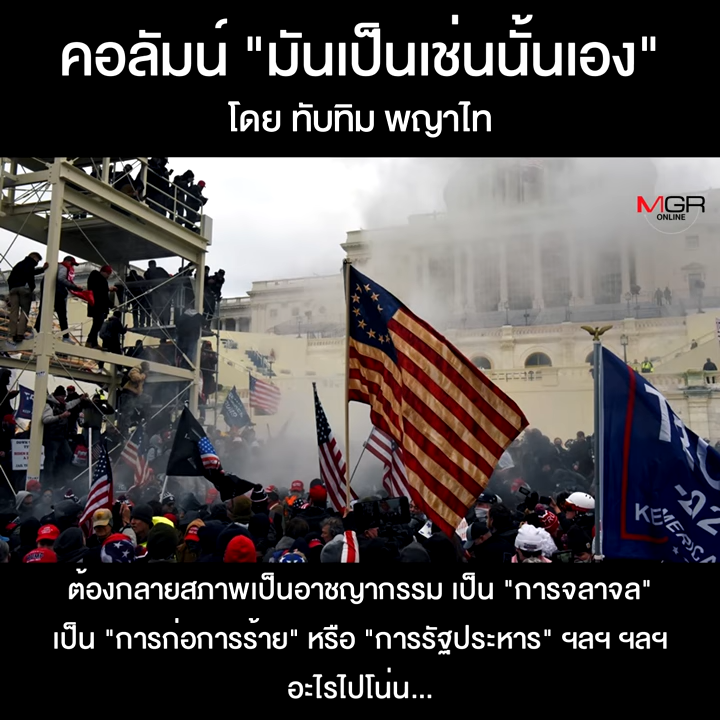 คอลัมน์ "มันเป็นเช่นนั้นเอง"
โดย ทับทิม พญาไท
MGR
ONLINE
KE
AMERICA
ต้องกลายสภาพเป็นอาชญากรรม เป็น "การจลาจล"
เป็น "การก่อการร้าย" หรือ "การรัฐประหาร" ฯลฯ ฯลฯ
อะไรไปโน่น...